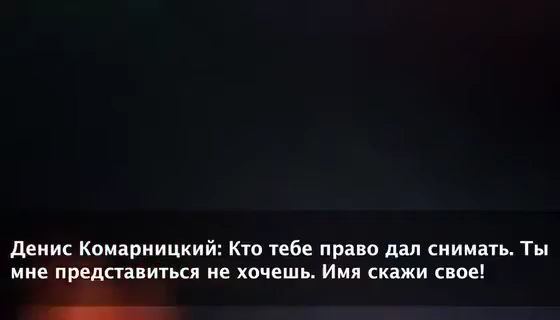 Денис Комарницкий: Кто тебе право дал снимать. Ты
мне представиться не хочешь. Имя скажи свое!